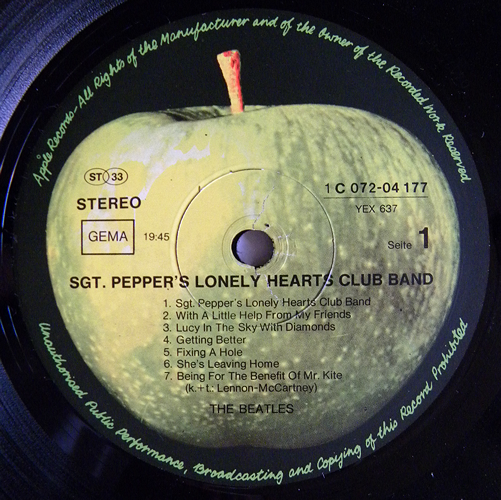 Apple Records - All Rights of the Manufacturer and of the Owner of the Recorded Work Reserved
ST 33
STEREO
GEMA
19:45
1 C 072-04 177
YEX 637
Seite 1
SGT. PEPPER'S LONELY HEARTS CLUB BAND
1. Sgt. Pepper's Lonely Hearts Club Band
2. With A Little Help From My Friends
3. Lucy In The Sky With Diamonds
4. Getting Better
5. Fixing A Hole
6. She's Leaving Home
7. Being For The Benefit Of Mr. Kite
(k.+t.: Lennon-McCartney)
THE BEATLES
Unauthorised Public Performance, Broadcasting and Copying of this Record Prohibited